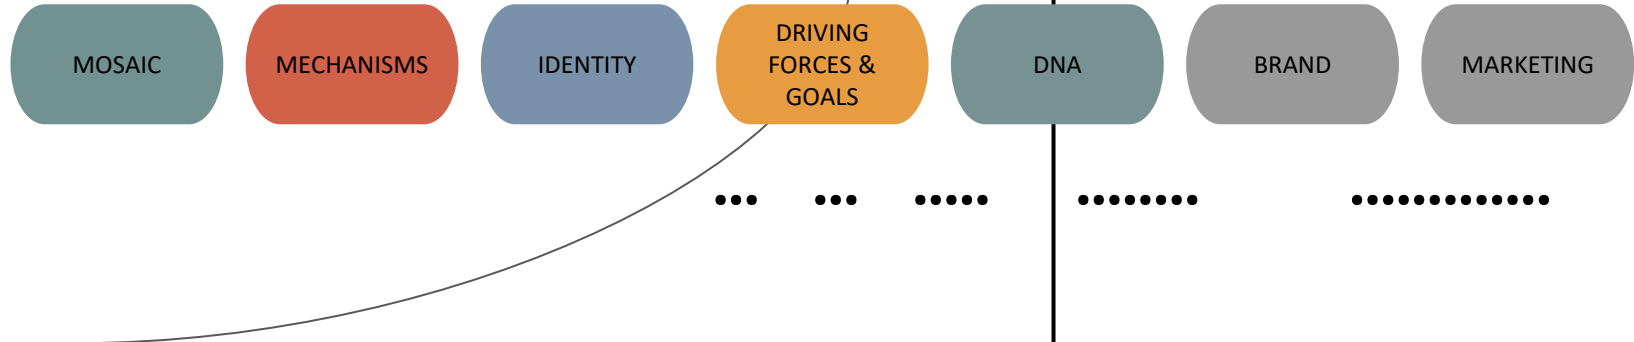 MOSAIC
MECHANISMS
IDENTITY
DRIVING
FORCES &
GOALS
DNA
BRAND
MARKETING